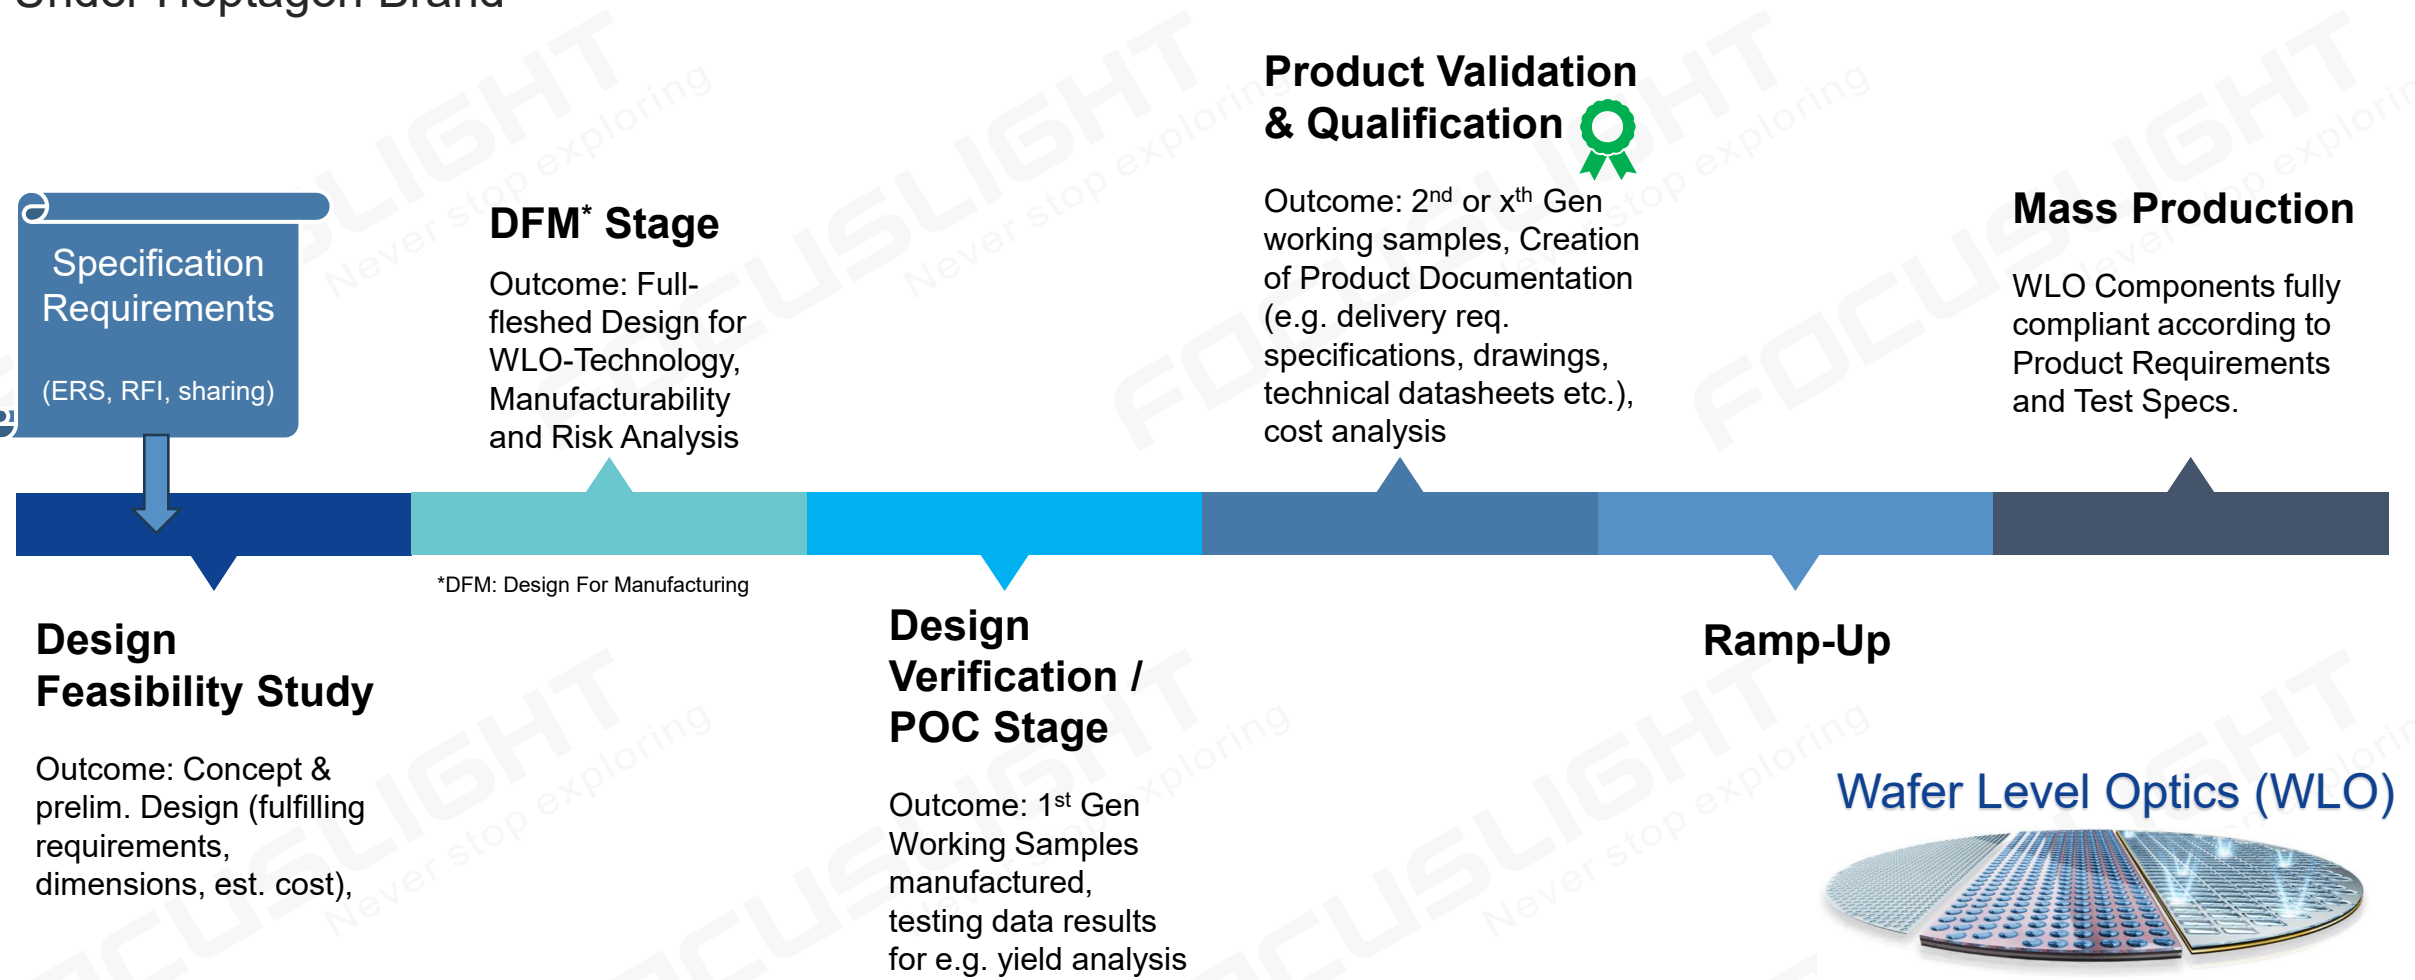 Under Heptagon Brand
Specification
Requirements
(ERS, RFI, sharing)
DFM* Stage
Outcome: Full-
fleshed Design for
WLO-Technology,
Manufacturability
and Risk Analysis
Product Validation
& Qualification
Outcome: 2nd or xth Gen
working samples, Creation
of Product Documentation
(e.g. delivery req.
specifications, drawings,
technical datasheets etc.),
cost analysis
Mass Production
WLO Components fully
compliant according to
Product Requirements
and Test Specs.
*DFM: Design For Manufacturing
Design
Feasibility Study
Outcome: Concept &
prelim. Design (fulfilling
requirements,
dimensions, est. cost),
Design
Verification /
POC Stage
Outcome: 1st Gen
Working Samples
manufactured,
testing data results
for e.g. yield analysis
Ramp-Up
Wafer Level Optics (WLO)
FOCUSLIGHT
Never stop exploring